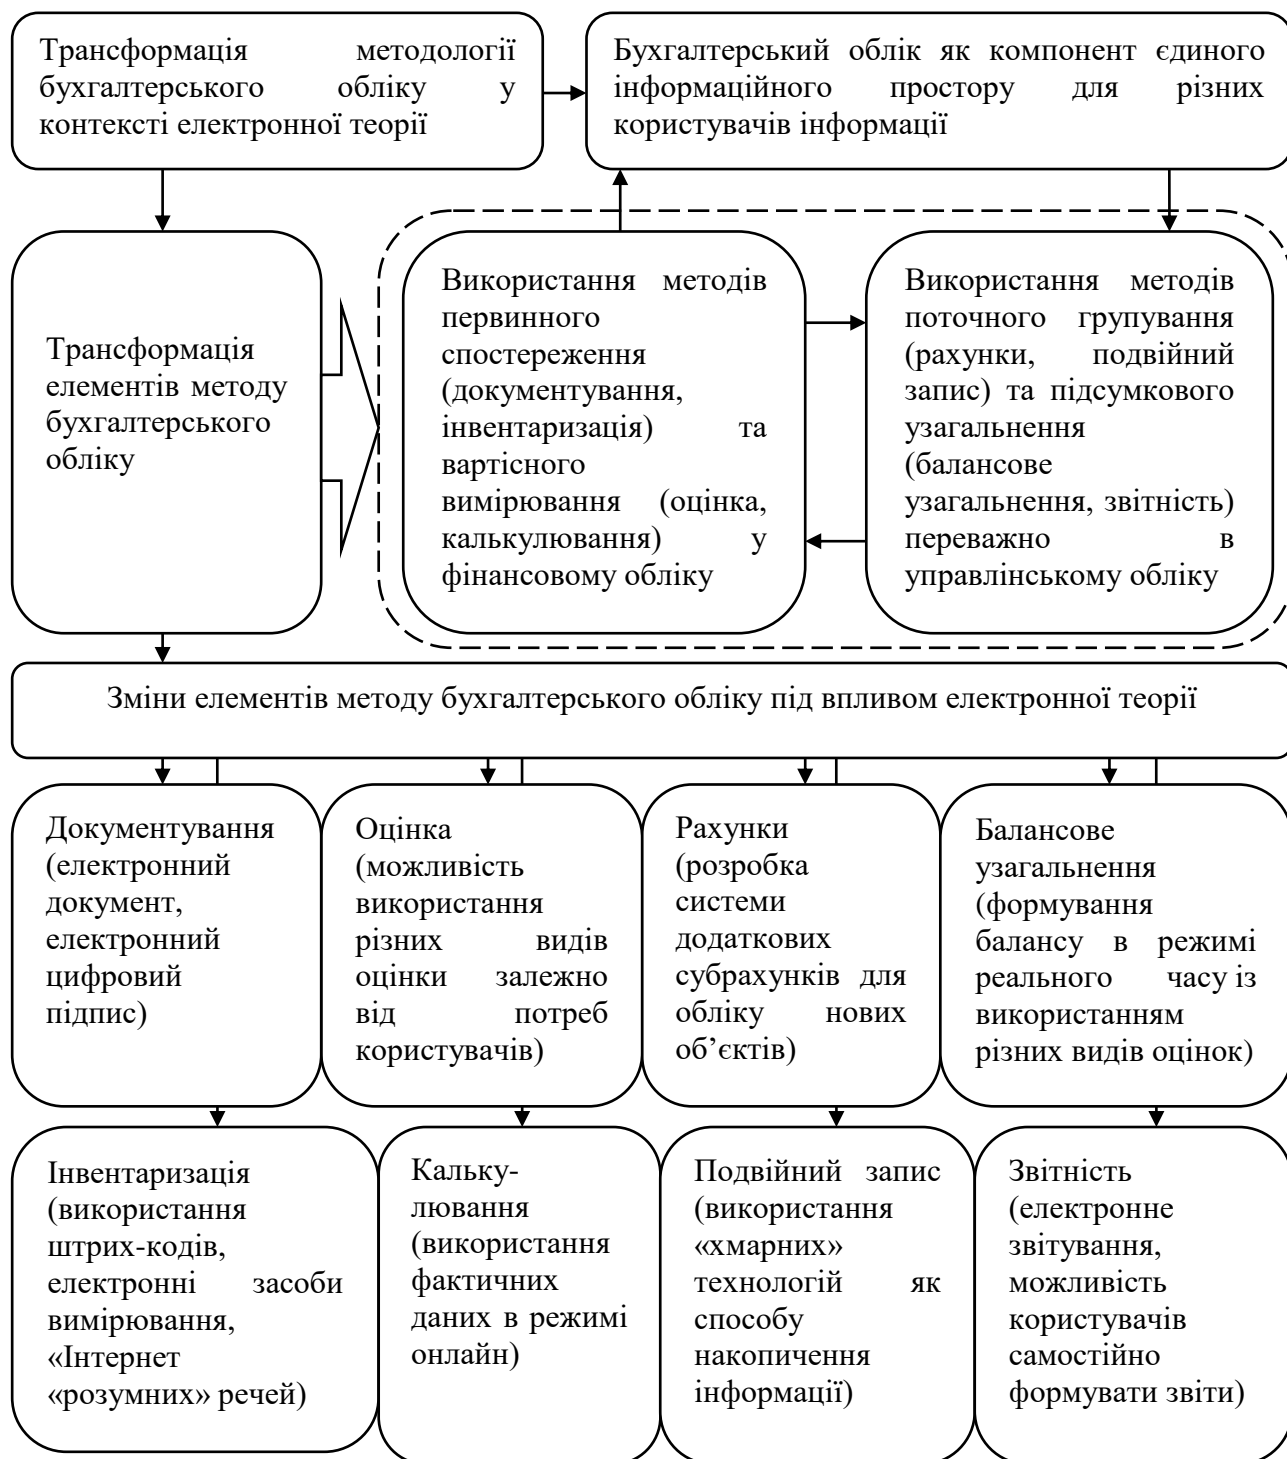 Трансформація методології
бухгалтерського обліку у
контексті електронної теорії
Бухгалтерський облік як компонент єдиного
інформаційного простору для різних
користувачів інформації
Трансформація
елементів методу
бухгалтерського
обліку
Використання методів
первинного
спостереження
(документування,
інвентаризація) та
вартісного
вимірювання (оцінка,
калькулювання) у
фінансовому обліку
Використання методів
поточного групування
(рахунки, подвійний
запис) та підсумкового
узагальнення
(балансове
узагальнення, звітність)
переважно в
управлінському обліку
Зміни елементів методу бухгалтерського обліку під впливом електронної теорії
Документування
(електронний
документ,
електронний
цифровий
підпис)
Оцінка
(можливість
використання
різних видів
оцінки залежно
від потреб
користувачів)
Рахунки
(розробка
системи
додаткових
субрахунків для
обліку нових
об’єктів)
Балансове
узагальнення
(формування
балансу в режимі
реального часу із
використанням
різних видів оцінок)
Інвентаризація
(використання
штрих-кодів,
електронні засоби
вимірювання,
«Інтернет
«розумних» речей)
Кальку-
лювання
(використання
фактичних
даних в режимі
онлайн)
Подвійний запис
(використання
«хмарних»
технологій як
способу
накопичення
інформації)
Звітність
(електронне
звітування,
можливість
користувачів
самостійно
формувати звіти)